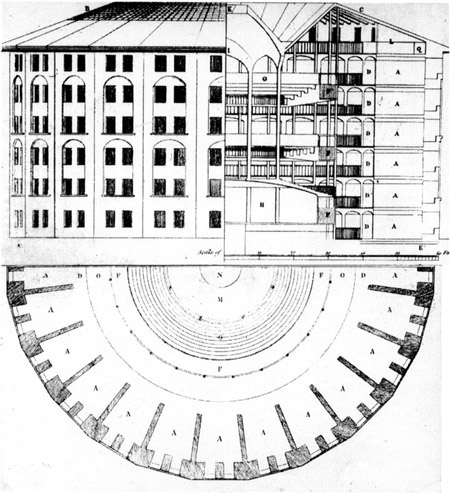 B K C
L
I Q
G D A
D A
D A
D A
H D A
F D A
E
Scale of
A D O F N F O D A
M
A A
G
A F A
A A
A A
A A A